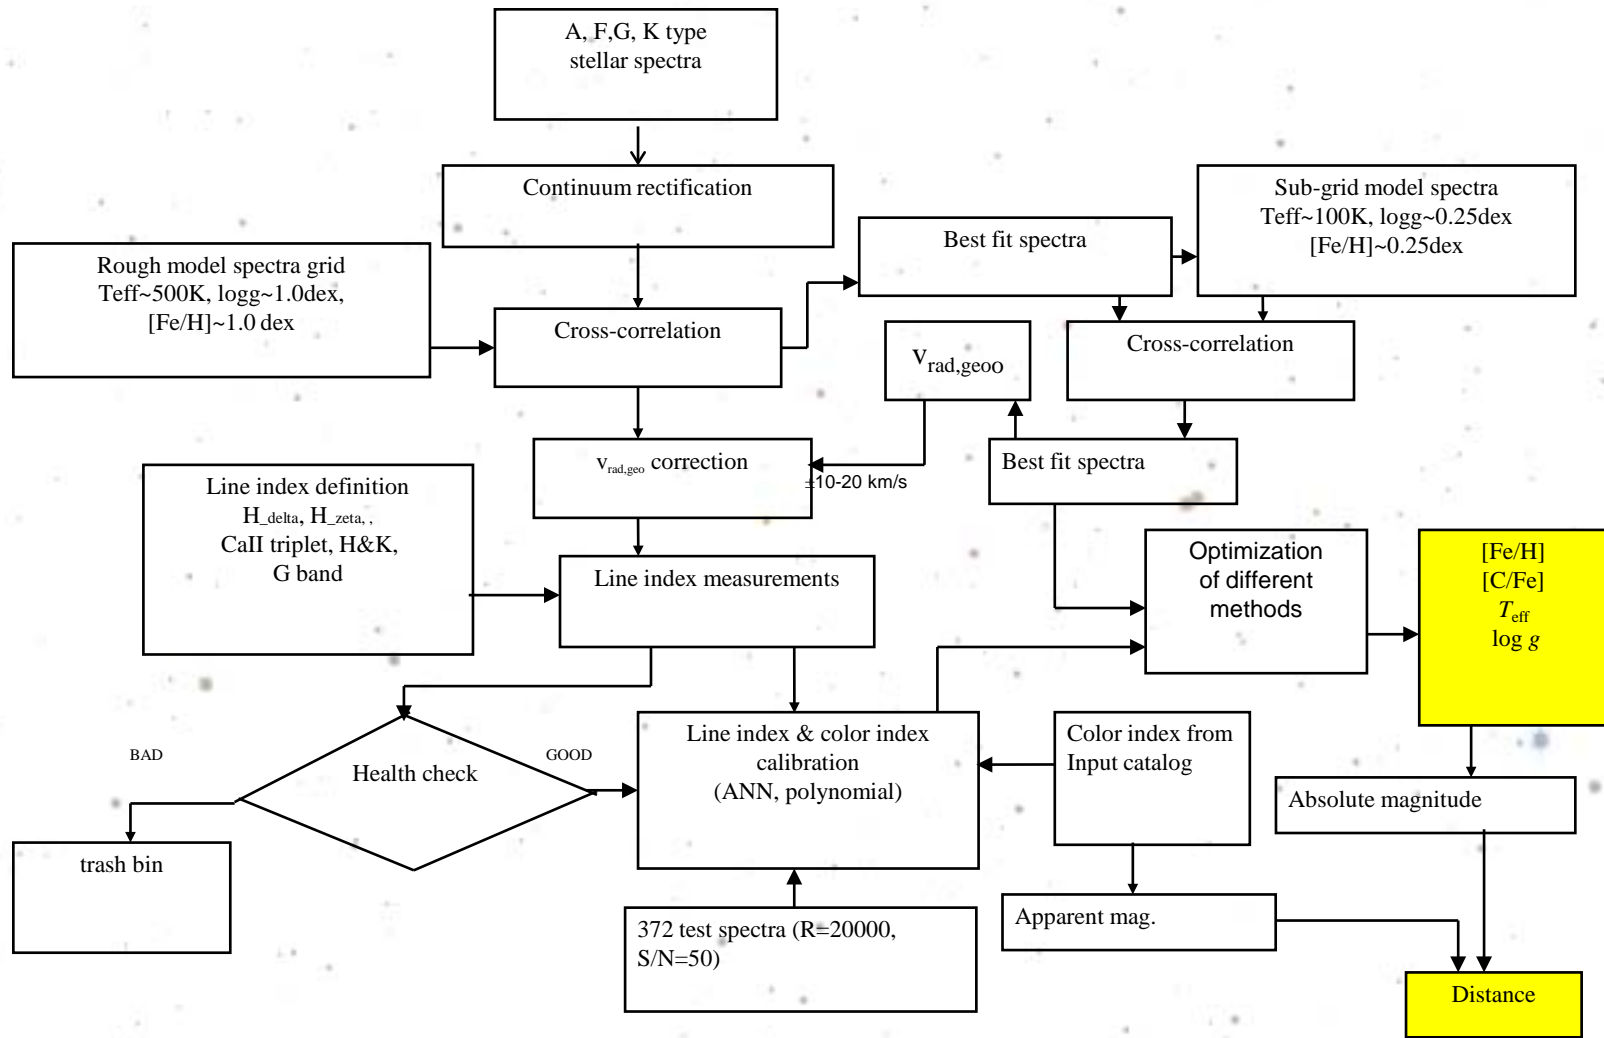 A, F,G, K type
stellar spectra
Continuum rectification
Sub-grid model spectra
Teff~100K, logg~0.25dex
[Fe/H]~0.25dex
Best fit spectra
Rough model spectra grid
Teff~500K, logg~1.0dex,
[Fe/H]~1.0 dex
Cross-correlation
Vrad,geoo
Cross-correlation
vrad,geo correction
±10-20 km/s
Best fit spectra
Line index definition
H_delta, H_zeta, ,
CaII triplet, H&K,
G band
Line index measurements
Optimization
of different
methods
[Fe/H]
[C/Fe]
Teff
log g
BAD
Health check
GOOD
Line index & color index
calibration
(ANN, polynomial)
Color index from
Input catalog
Absolute magnitude
trash bin
372 test spectra (R=20000,
S/N=50)
Apparent mag.
Distance